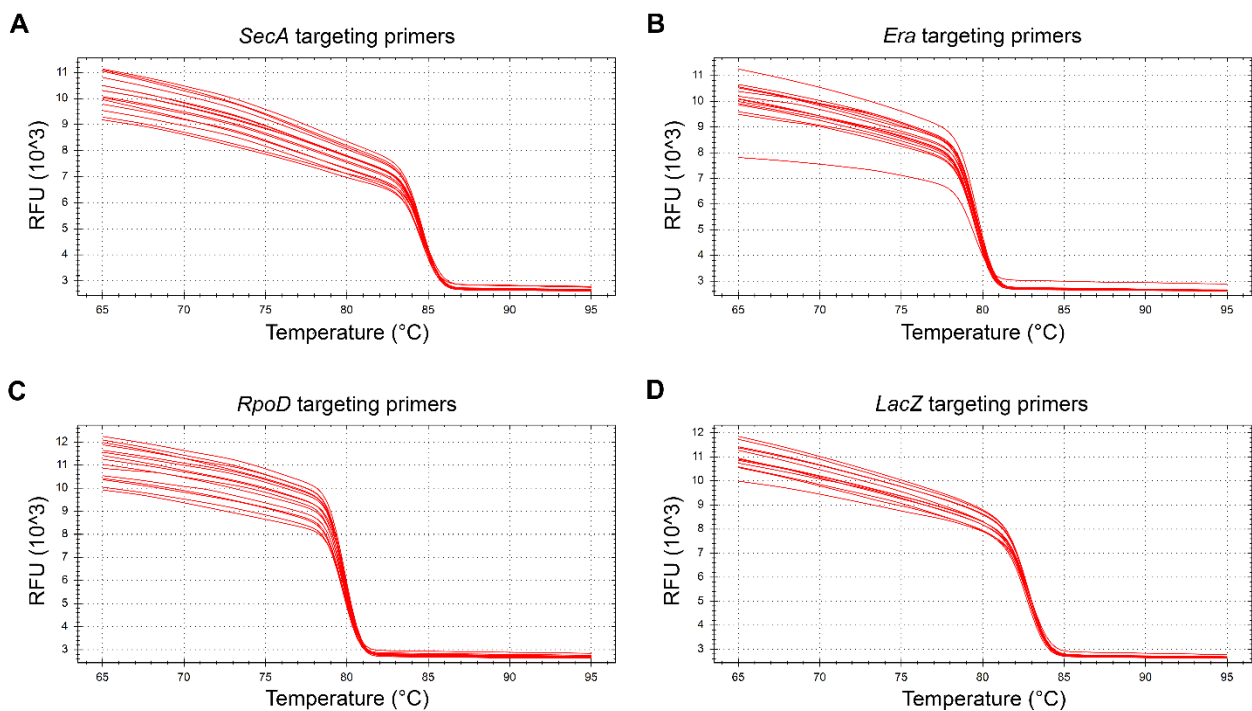 A
SecA targeting primers
RFU (10^3)
11
10
9
8
7
6
5
4
3
65 70 75 80 85 90 95
Temperature (°C)
B
Era targeting primers
RFU (10^3)
11
10
9
8
7
6
5
4
3
65 70 75 80 85 90 95
Temperature (°C)
C
RpoD targeting primers
RFU (10^3)
12
11
10
9
8
7
6
5
4
3
65 70 75 80 85 90 95
Temperature (°C)
D
LacZ targeting primers
RFU (10^3)
12
11
10
9
8
7
6
5
4
3
65 70 75 80 85 90 95
Temperature (°C)